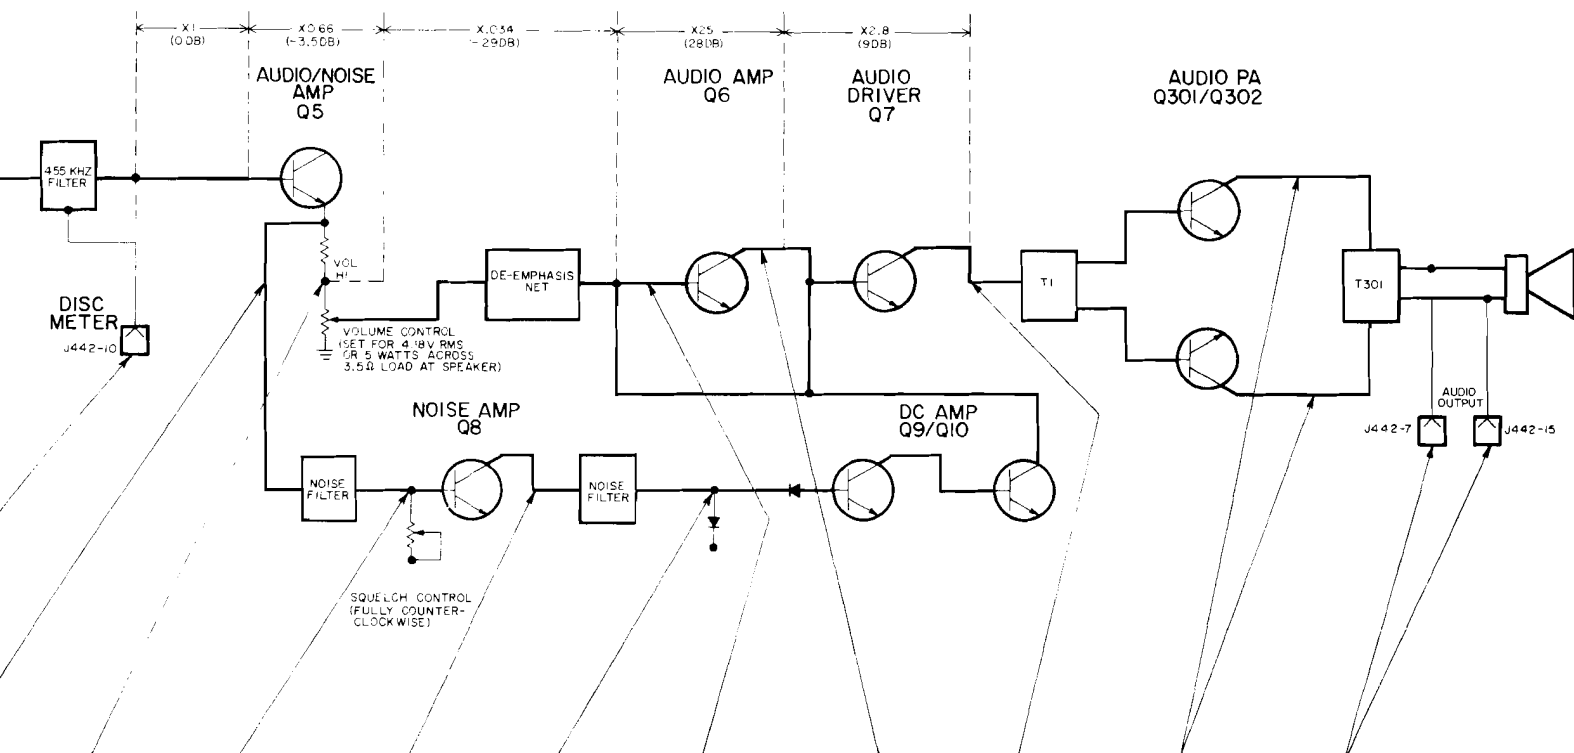 X1
(0DB)
X0.66
(-3.5DB)
X.034
-29DB)
X25
(28DB)
X2.8
(9DB)
AUDIO/NOISE
AMP
Q5
AUDIO AMP
Q6
AUDIO
DRIVER
Q7
AUDIO PA
Q301/Q302
455 KHZ
FILTER
VOL
HI
DE-EMPHASIS
NET
T1
T301
DISC
METER
J442-10
VOLUME CONTROL
(SET FOR 4.18V RMS
OR 5 WATTS ACROSS
3.5Ω LOAD AT SPEAKER)
NOISE AMP
Q8
DC AMP
Q9/Q10
AUDIO
OUTPUT
J442-7
J442-15
NOISE
FILTER
NOISE
FILTER
SQUELCH CONTROL
(FULLY COUNTER-
CLOCKWISE)